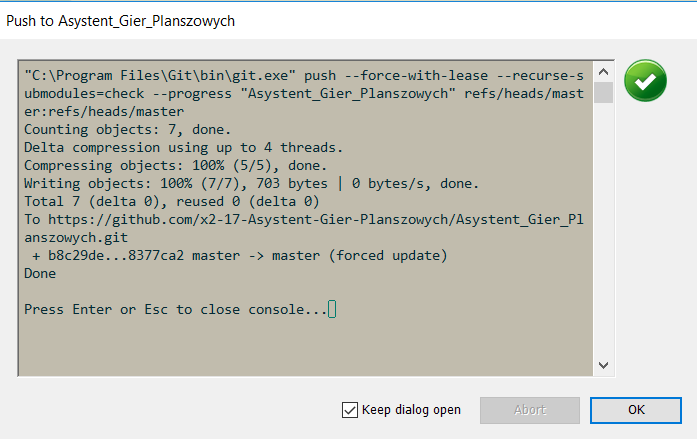 Push to Asystent_Gier_Planszowych
"C:\Program Files\Git\bin\git.exe" push --force-with-lease --recurse-s
ubmodules=check --progress "Asystent_Gier_Planszowych" refs/heads/mast
er:refs/heads/master
Counting objects: 7, done.
Delta compression using up to 4 threads.
Compressing objects: 100% (5/5), done.
Writing objects: 100% (7/7), 703 bytes | 0 bytes/s, done.
Total 7 (delta 0), reused 0 (delta 0)
To https://github.com/x2-17-Asystent-Gier-Planszowych/Asystent_Gier_Pl
anszowych.git
 + b8c29de...8377ca2 master -> master (forced update)
Done
Press Enter or Esc to close console...
Keep dialog open
Abort
OK